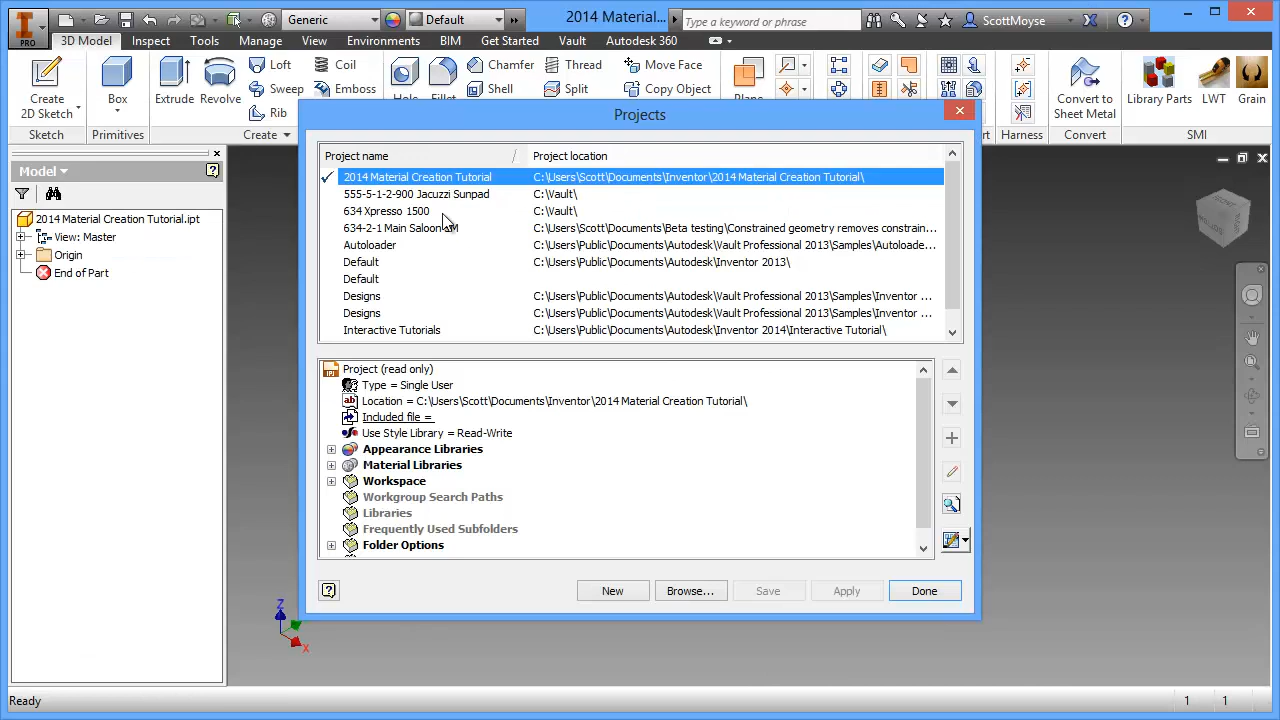 Generic
Default
2014 Material...
Type a keyword or phrase
ScottMoyse
PRO
3D Model Inspect Tools Manage View Environments BIM Get Started Vault Autodesk 360
Create
2D Sketch
Box
Extrude
Revolve
Loft
Sweep
Rib
Coil
Emboss
Chamfer
Shell
Thread
Split
Move Face
Copy Object
Convert to
Sheet Metal
Library Parts
LWT
Grain
Sketch Primitives Create Harness Convert SMI
Projects
Model
2014 Material Creation Tutorial.ipt
View: Master
Origin
End of Part
Project name Project location
2014 Material Creation Tutorial C:\Users\Scott\Documents\Inventor\2014 Material Creation Tutorial\
555-5-1-2-900 Jacuzzi Sunpad C:\Vault\
634 Xpresso 1500 C:\Vault\
634-2-1 Main Saloon C:\Users\Scott\Documents\Beta testing\Constrained geometry removes constrain...
Autoloader C:\Users\Public\Documents\Autodesk\Vault Professional 2013\Samples\Autoloade...
Default C:\Users\Public\Documents\Autodesk\Inventor 2013\
Default
Designs C:\Users\Public\Documents\Autodesk\Vault Professional 2013\Samples\Inventor ...
Designs C:\Users\Public\Documents\Autodesk\Vault Professional 2013\Samples\Inventor ...
Interactive Tutorials C:\Users\Public\Documents\Autodesk\Inventor 2014\Interactive Tutorial\
Project (read only)
Type = Single User
Location = C:\Users\Scott\Documents\Inventor\2014 Material Creation Tutorial\
Included file =
Use Style Library = Read-Write
Appearance Libraries
Material Libraries
Workspace
Workgroup Search Paths
Libraries
Frequently Used Subfolders
Folder Options
New Browse... Save Apply Done
Z
X
Ready 1 1